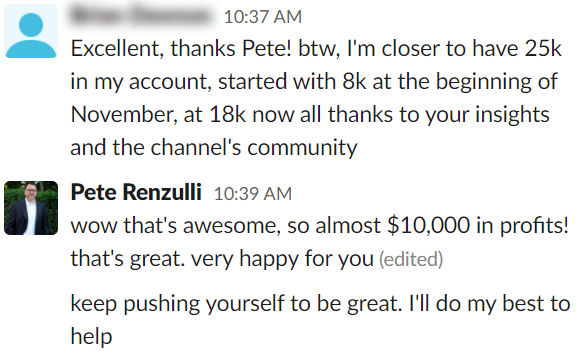 10:37 AM
Excellent, thanks Pete! btw, I'm closer to have 25k
in my account, started with 8k at the beginning of
November, at 18k now all thanks to your insights
and the channel's community
Pete Renzulli 10:39 AM
wow that's awesome, so almost $10,000 in profits!
that's great. very happy for you (edited)
keep pushing yourself to be great. I'll do my best to
help